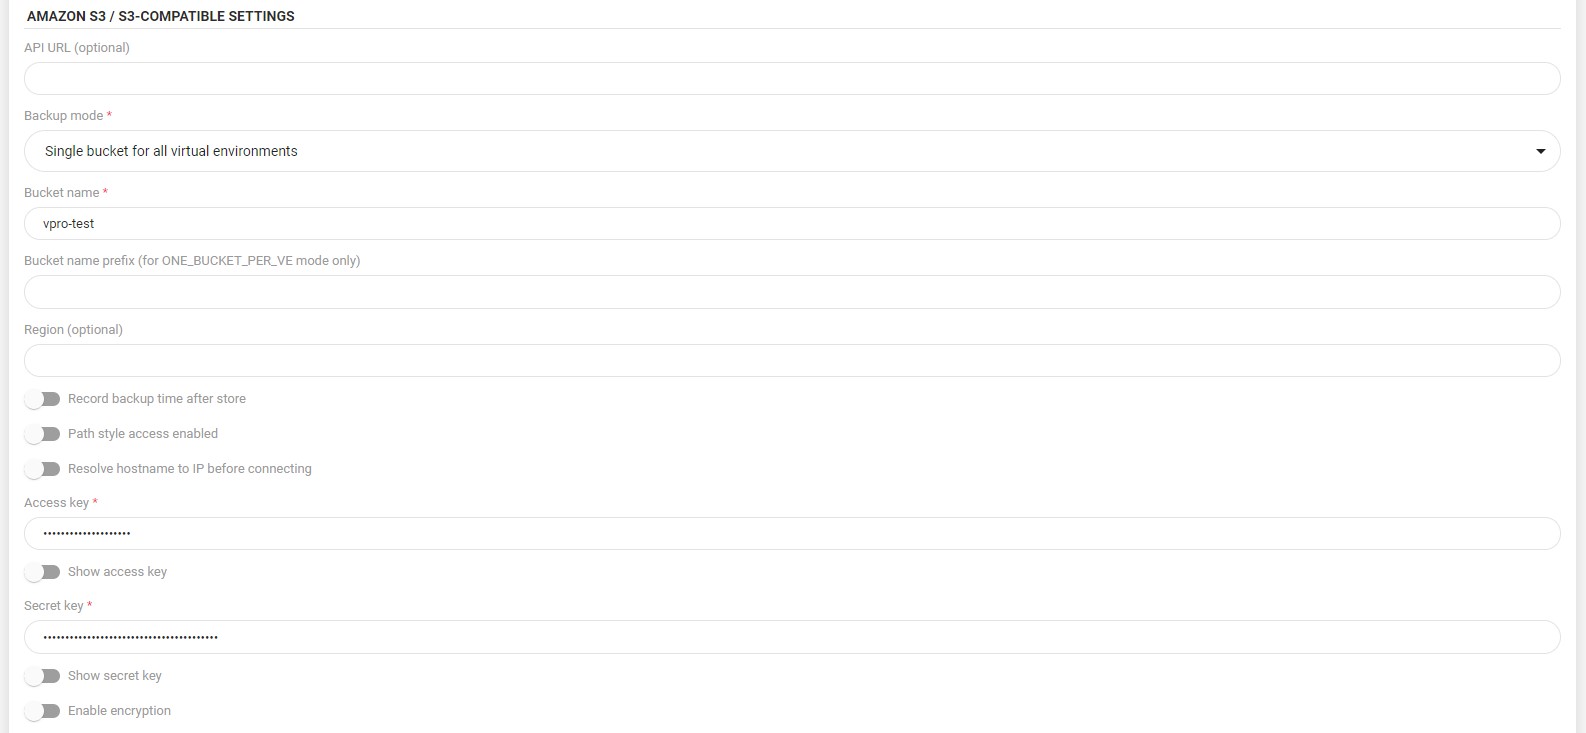 AMAZON S3 / S3-COMPATIBLE SETTINGS
API URL (optional)
Backup mode *
Single bucket for all virtual environments
Bucket name *
vpro-test
Bucket name prefix (for ONE_BUCKET_PER_VE mode only)
Region (optional)
Record backup time after store
Path style access enabled
Resolve hostname to IP before connecting
Access key *
••••••••••••••••••••
Show access key
Secret key *
••••••••••••••••••••••••••••••••••••••••
Show secret key
Enable encryption